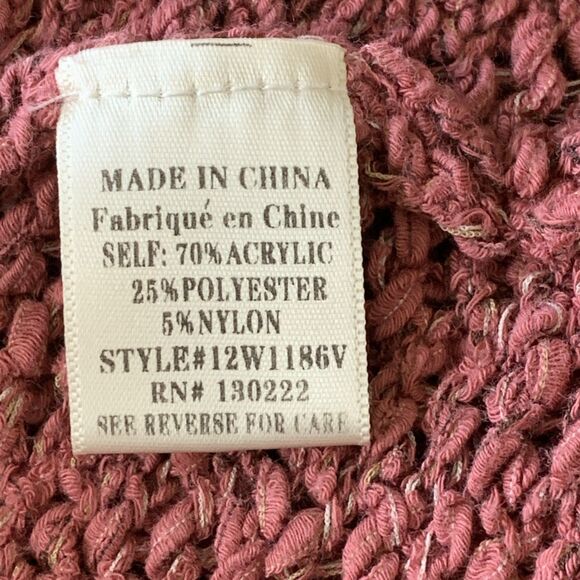 MADE IN CHINA
Fabriqué en Chine
SELF: 70%ACRYLIC
25%POLYESTER
5%NYLON
STYLE#12W1186V
RN# 130222
SEE REVERSE FOR CARE